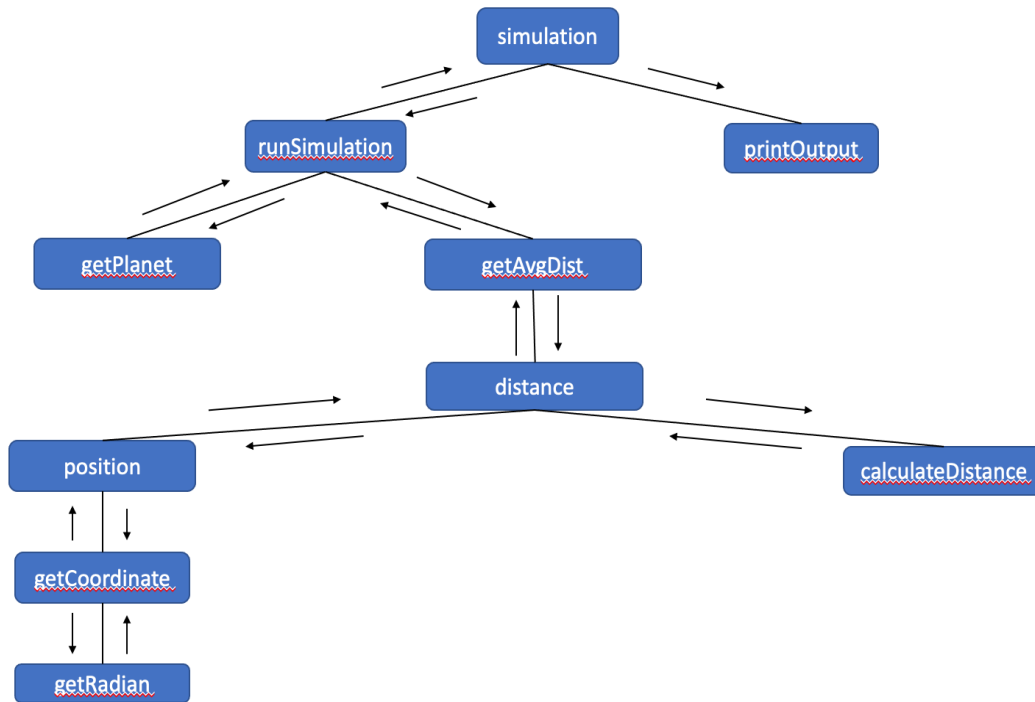 simulation
runSimulation
printOutput
getPlanet
getAvgDist
distance
position
calculateDistance
getCoordinate
getRadian